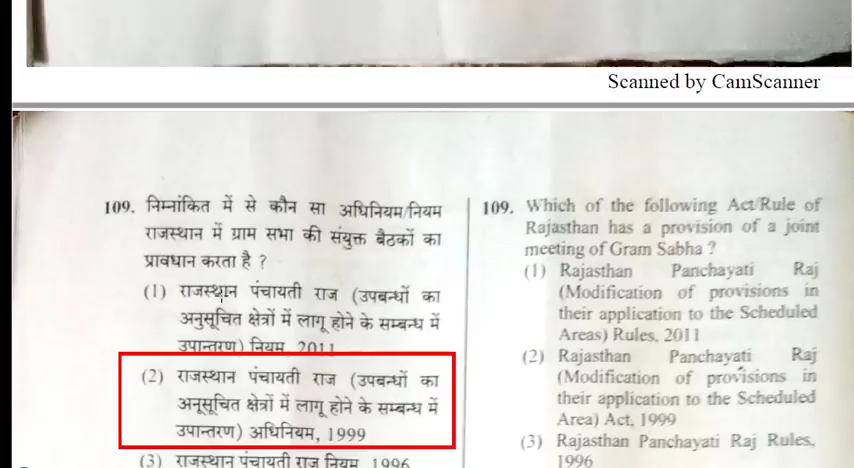 Scanned by CamScanner
109. निम्नांकित में से कौन सा अधिनियम/नियम
राजस्थान में ग्राम सभा की संयुक्त बैठकों का
प्रावधान करता है ?
(1) राजस्थान पंचायती राज (उपबन्धों का
अनुसूचित क्षेत्रों में लागू होने के सम्बन्ध में
उपान्तरण) नियम, 2011
(2) राजस्थान पंचायती राज (उपबन्धों का
अनुसूचित क्षेत्रों में लागू होने के सम्बन्ध में
उपान्तरण) अधिनियम, 1999
(3) राजस्थान पंचायती राज नियम, 1996
109. Which of the following Act/Rule of
Rajasthan has a provision of a joint
meeting of Gram Sabha ?
(1) Rajasthan Panchayati Raj
(Modification of provisions in
their application to the Scheduled
Areas) Rules, 2011
(2) Rajasthan Panchayati Raj
(Modification of provisions in
their application to the Scheduled
Area) Act, 1999
(3) Rajasthan Panchayati Raj Rules,
1996